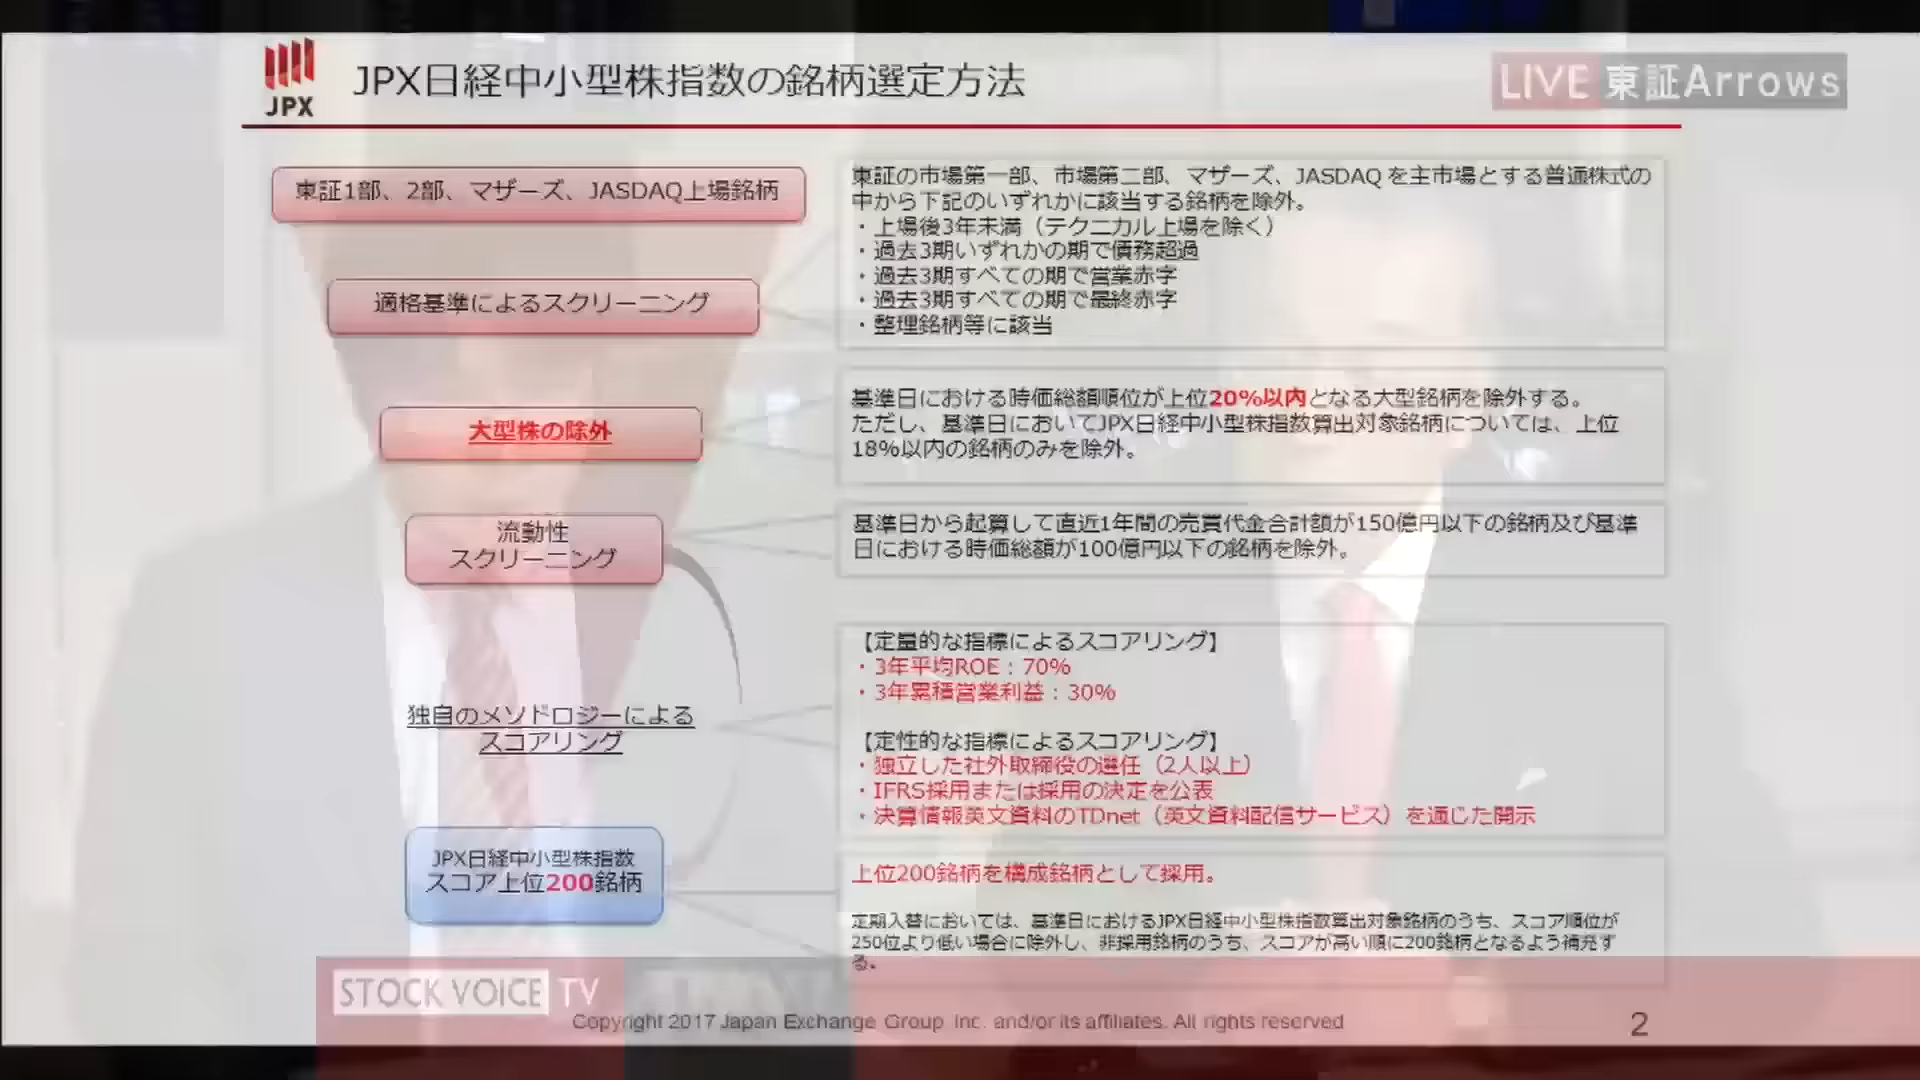 JPX
JPX日経中小型株指数の銘柄選定方法
LIVE 東証Arrows
東証1部、2部、マザーズ、JASDAQ上場銘柄
東証の市場第一部、市場第二部、マザーズ、JASDAQ を主市場とする普通株式の
中から下記のいずれかに該当する銘柄を除外。
・上場後3年未満（テクニカル上場を除く）
・過去3期いずれかの期で債務超過
・過去3期すべての期で営業赤字
・過去3期すべての期で最終赤字
・整理銘柄等に該当
適格基準によるスクリーニング
大型株の除外
基準日における時価総額順位が上位20%以内となる大型銘柄を除外する。
ただし、基準日においてJPX日経中小型株指数算出対象銘柄については、上位
18%以内の銘柄のみを除外。
流動性
スクリーニング
基準日から起算して直近1年間の売買代金合計額が150億円以下の銘柄及び基準
日における時価総額が100億円以下の銘柄を除外。
独自のメソドロジーによる
スコアリング
【定量的な指標によるスコアリング】
・3年平均ROE：70%
・3年累積営業利益：30%
【定性的な指標によるスコアリング】
・独立した社外取締役の選任（2人以上）
・IFRS採用または採用の決定を公表
・決算情報英文資料のTDnet（英文資料配信サービス）を通じた開示
JPX日経中小型株指数
スコア上位200銘柄
上位200銘柄を構成銘柄として採用。
定期入替においては、基準日におけるJPX日経中小型株指数算出対象銘柄のうち、スコア順位が
250位より低い場合に除外し、非採用銘柄のうち、スコアが高い順に200銘柄となるよう補充す
る。
STOCK VOICE TV
Copyright 2017 Japan Exchange Group, Inc. and/or its affiliates. All rights reserved
2